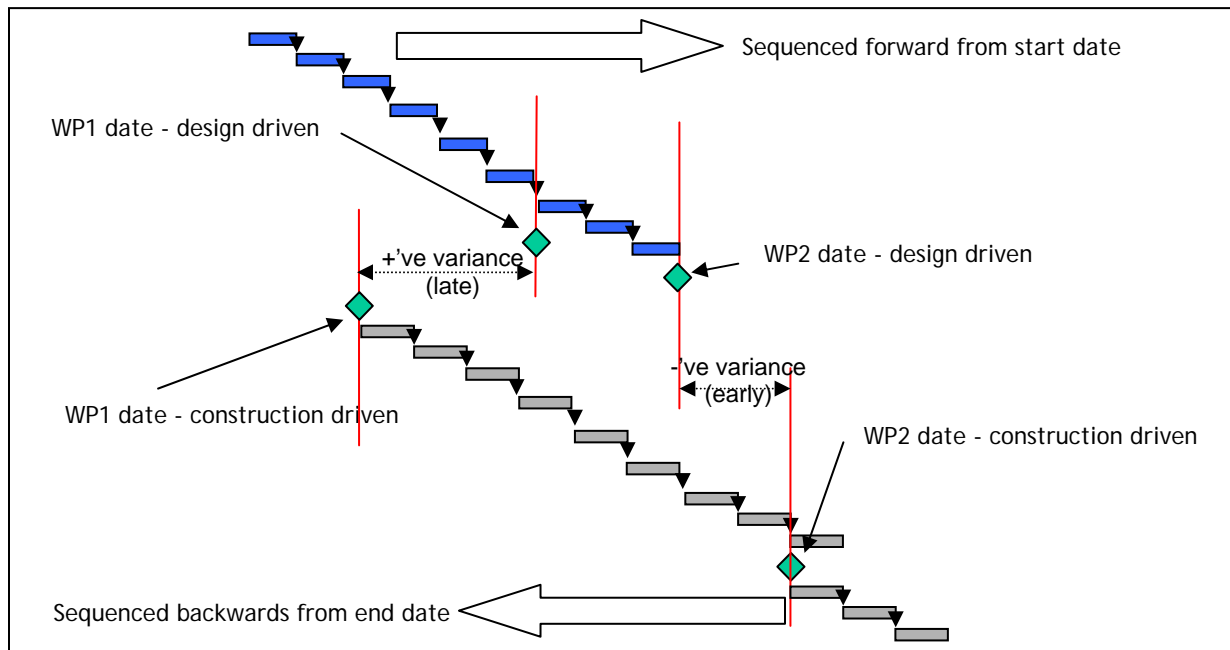 Sequenced forward from start date
WP1 date - design driven
WP2 date - design driven
+'ve variance
(late)
-'ve variance
(early)
WP1 date - construction driven
WP2 date - construction driven
Sequenced backwards from end date